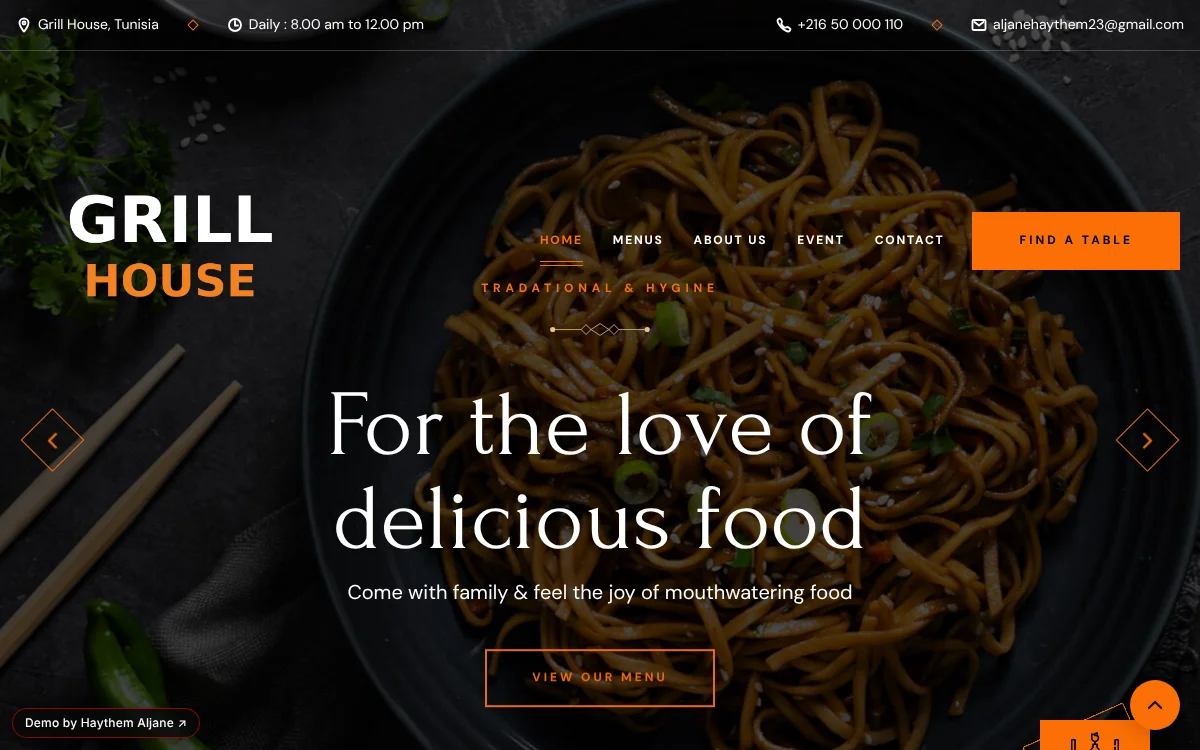 Grill House, Tunisia
Daily : 8.00 am to 12.00 pm
+216 50 000 110
aljanehaythem23@gmail.com
GRILL
HOUSE
HOME
MENUS
ABOUT US
EVENT
CONTACT
FIND A TABLE
TRADATIONAL & HYGINE
For the love of
delicious food
Come with family & feel the joy of mouthwatering food
VIEW OUR MENU
Demo by Haythem Aljane ↗